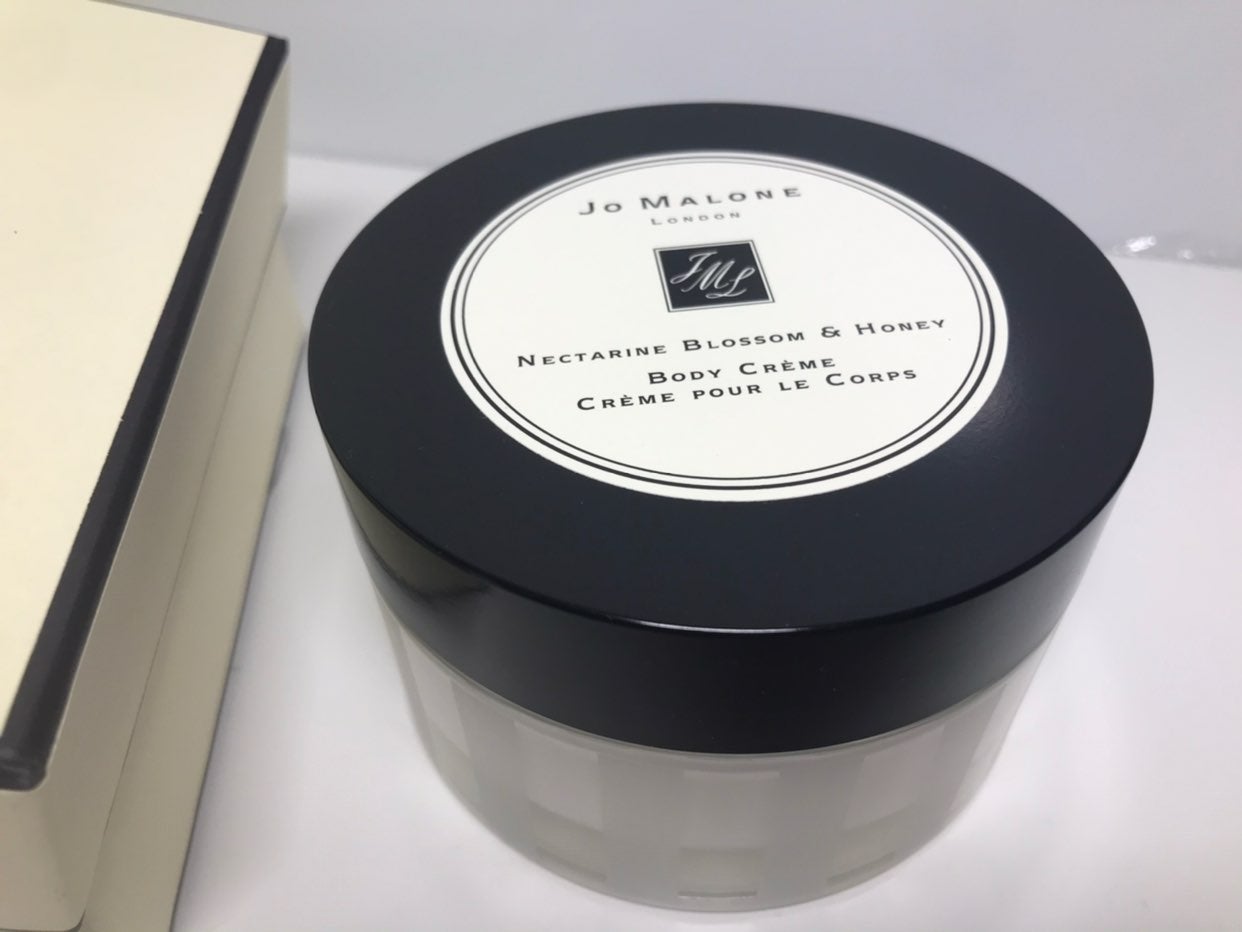 Jo Malone
London
JML
Nectarine Blossom & Honey
Body Crème
Crème pour le Corps